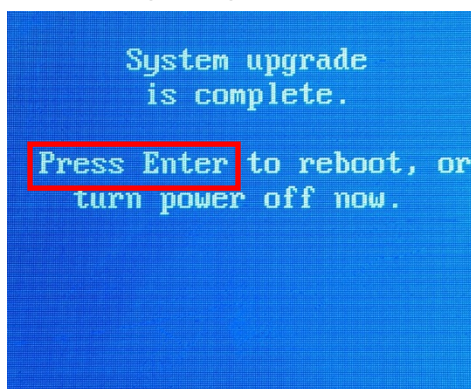 System upgrade
is complete.
Press Enter to reboot, or
turn power off now.